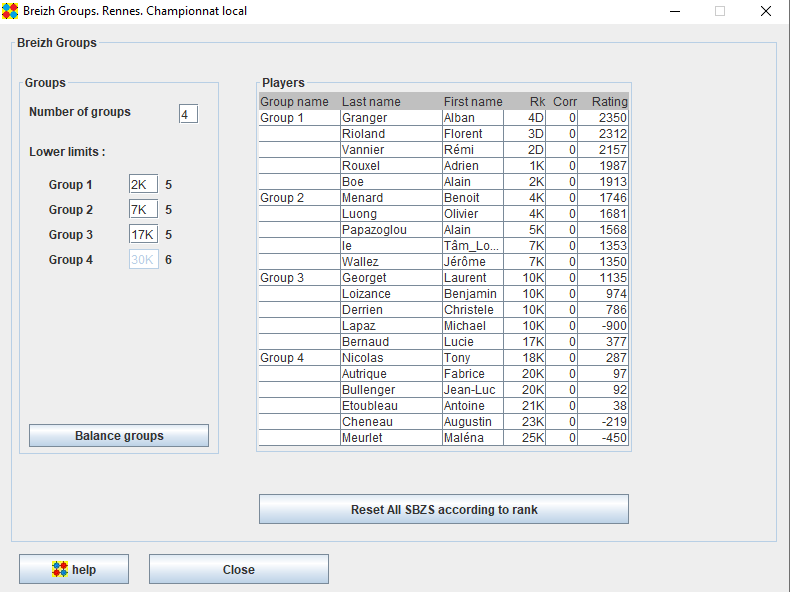 Breizh Groups. Rennes. Championnat local
Breizh Groups
Groups
Number of groups 4
Lower limits :
Group 1 2K 5
Group 2 7K 5
Group 3 17K 5
Group 4 30K 6
Balance groups
Players
Group name Last name First name Rk Corr Rating
Group 1 Granger Alban 4D 0 2350
Rioland Florent 3D 0 2312
Vannier Rémi 2D 0 2157
Rouxel Adrien 1K 0 1987
Boe Alain 2K 0 1913
Group 2 Menard Benoit 4K 0 1746
Luong Olivier 4K 0 1681
Papazoglou Alain 5K 0 1568
le Tâm_Lo... 7K 0 1353
Wallez Jérôme 7K 0 1350
Group 3 Georget Laurent 10K 0 1135
Loizance Benjamin 10K 0 974
Derrien Christele 10K 0 786
Lapaz Michael 10K 0 -900
Bernaud Lucie 17K 0 377
Group 4 Nicolas Tony 18K 0 287
Autrique Fabrice 20K 0 97
Bullenger Jean-Luc 20K 0 92
Etoubleau Antoine 21K 0 38
Cheneau Augustin 23K 0 -219
Meurlet Maléna 25K 0 -450
Reset All SBZS according to rank
help
Close